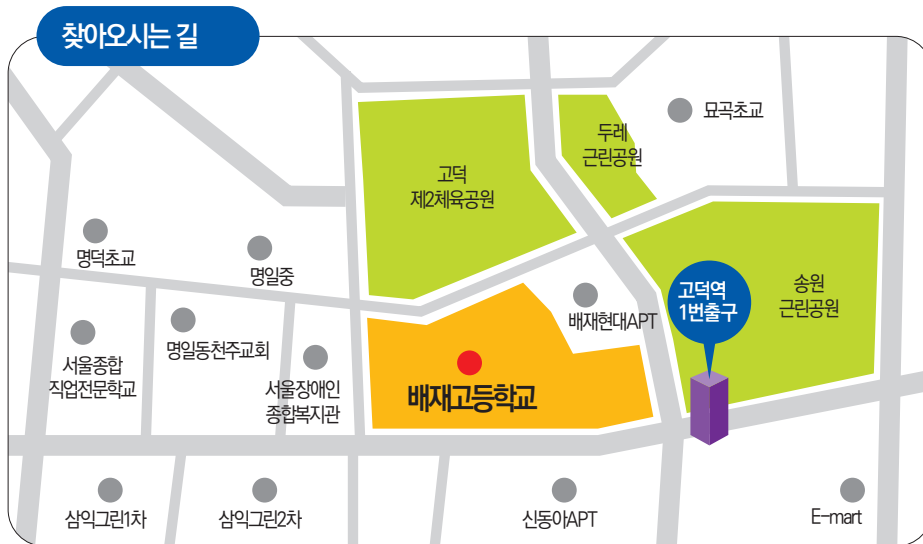 찾아오시는 길
묘곡초교
두레
근린공원
고덕
제2체육공원
명덕초교
명일중
고덕역
1번출구
송원
근린공원
배재현대APT
명일동천주교회
서울종합
직업전문학교
서울장애인
종합복지관
배재고등학교
삼익그린1차
삼익그린2차
신동아APT
E-mart